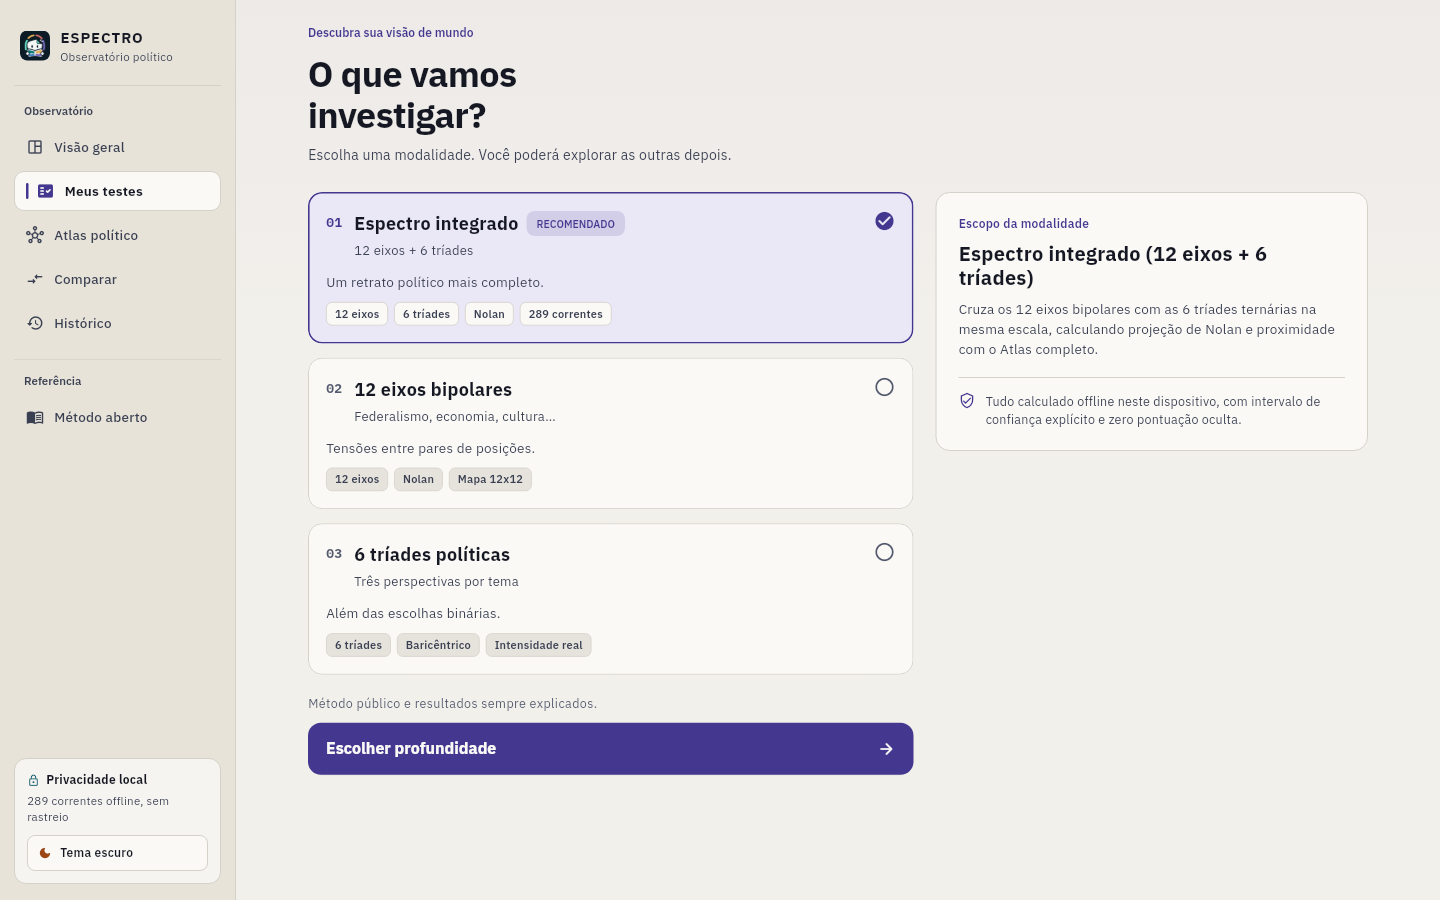 ESPECTRO
Observatório político
Observatório
Visão geral
Meus testes
Atlas político
Comparar
Histórico
Referência
Método aberto
Privacidade local
289 correntes offline, sem
rastreio
Tema escuro
Descubra sua visão de mundo
O que vamos
investigar?
Escolha uma modalidade. Você poderá explorar as outras depois.
01 Espectro integrado RECOMENDADO
12 eixos + 6 tríades
Um retrato político mais completo.
12 eixos 6 tríades Nolan 289 correntes
02 12 eixos bipolares
Federalismo, economia, cultura...
Tensões entre pares de posições.
12 eixos Nolan Mapa 12x12
03 6 tríades políticas
Três perspectivas por tema
Além das escolhas binárias.
6 tríades Baricêntrico Intensidade real
Método público e resultados sempre explicados.
Escolher profundidade
Escopo da modalidade
Espectro integrado (12 eixos + 6
tríades)
Cruza os 12 eixos bipolares com as 6 tríades ternárias na
mesma escala, calculando projeção de Nolan e proximidade
com o Atlas completo.
Tudo calculado offline neste dispositivo, com intervalo de
confiança explícito e zero pontuação oculta.